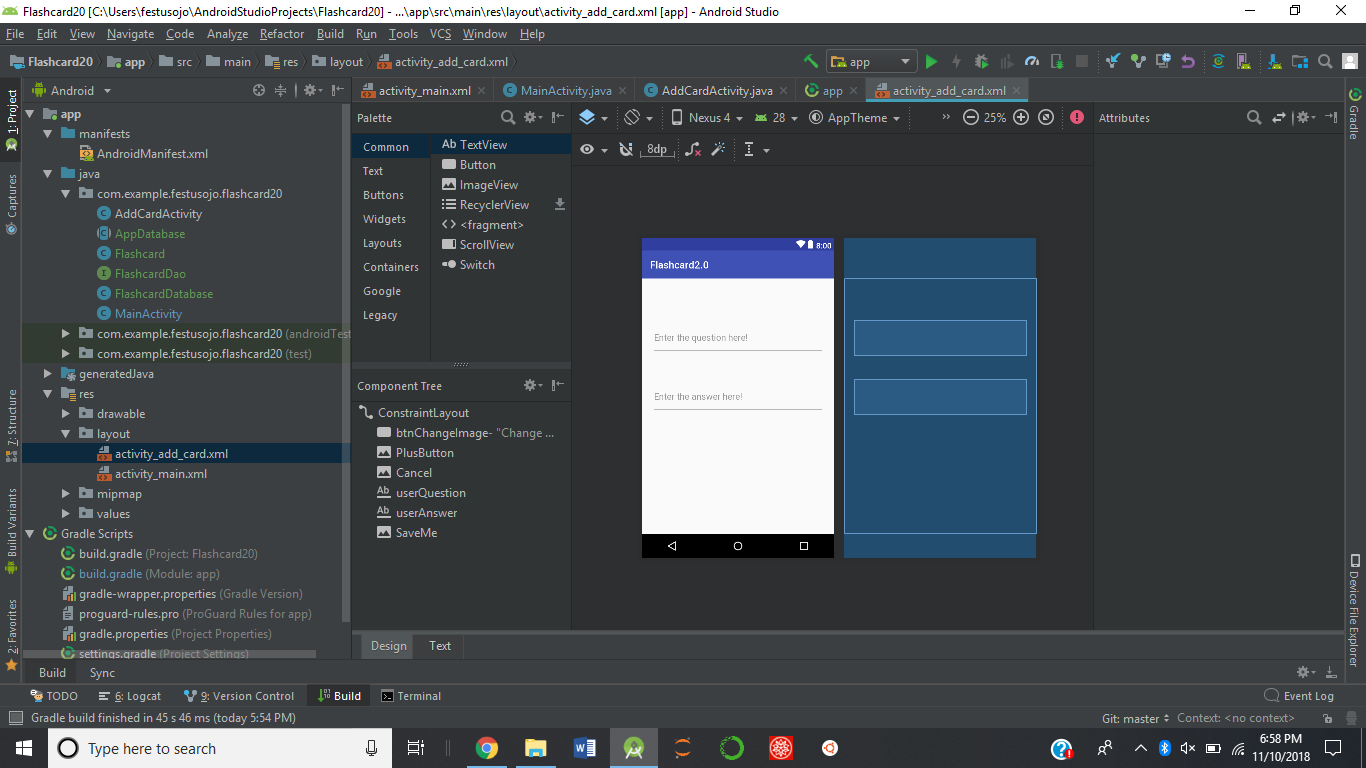 Flashcard20 [C:\Users\festusojo\AndroidStudioProjects\Flashcard20] - ...\app\src\main\res\layout\activity_add_card.xml [app] - Android Studio
File Edit View Navigate Code Analyze Refactor Build Run Tools VCS Window Help
Flashcard20 app src main res layout activity_add_card.xml
app
1: Project
Captures
7: Structure
Build Variants
2: Favorites
Android
app
manifests
AndroidManifest.xml
java
com.example.festusojo.flashcard20
AddCardActivity
AppDatabase
Flashcard
FlashcardDao
FlashcardDatabase
MainActivity
com.example.festusojo.flashcard20 (androidTest
com.example.festusojo.flashcard20 (test)
generatedJava
res
drawable
layout
activity_add_card.xml
activity_main.xml
mipmap
values
Gradle Scripts
build.gradle (Project: Flashcard20)
build.gradle (Module: app)
gradle-wrapper.properties (Gradle Version)
proguard-rules.pro (ProGuard Rules for app)
gradle.properties (Project Properties)
settings.gradle (Project Settings)
activity_main.xml MainActivity.java AddCardActivity.java app activity_add_card.xml
Palette
Common
Text
Buttons
Widgets
Layouts
Containers
Google
Legacy
Ab TextView
Button
ImageView
RecyclerView
<> <fragment>
ScrollView
Switch
Component Tree
ConstraintLayout
btnChangeImage- "Change ...
PlusButton
Cancel
Ab userQuestion
Ab userAnswer
SaveMe
Nexus 4 28 AppTheme » 25%
8dp
8:00
Flashcard2.0
Enter the question here!
Enter the answer here!
Design Text
Attributes
Gradle
Device File Explorer
Build Sync
TODO 6: Logcat 9: Version Control Build Terminal Event Log
Gradle build finished in 45 s 46 ms (today 5:54 PM) Git: master Context: <no context>
Type here to search
6:58 PM
11/10/2018